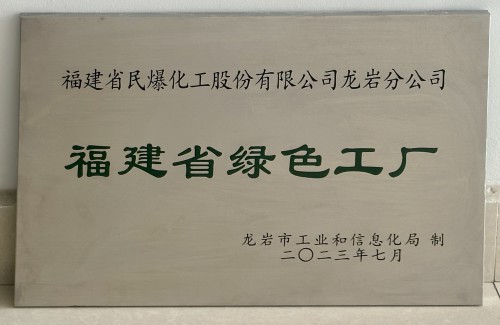 福建省民爆化工股份有限公司龙岩分公司
福建省绿色工厂
龙岩市工业和信息化局 制
二〇二三年七月